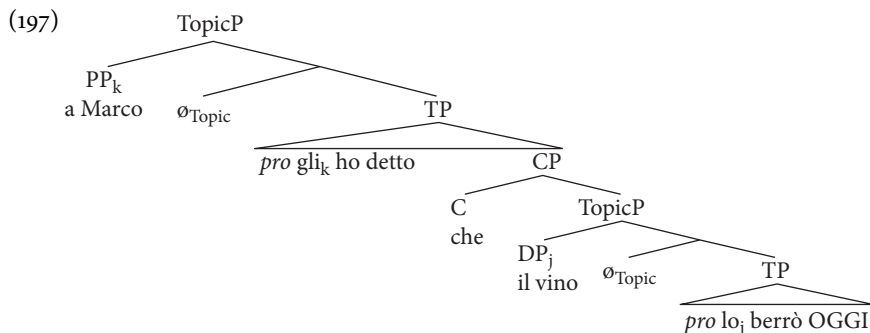 (197)
TopicP
PPₖ
a Marco
øTopic
TP
pro gliₖ ho detto
CP
C
che
TopicP
DPⱼ
il vino
øTopic
TP
pro loⱼ berrò OGGI